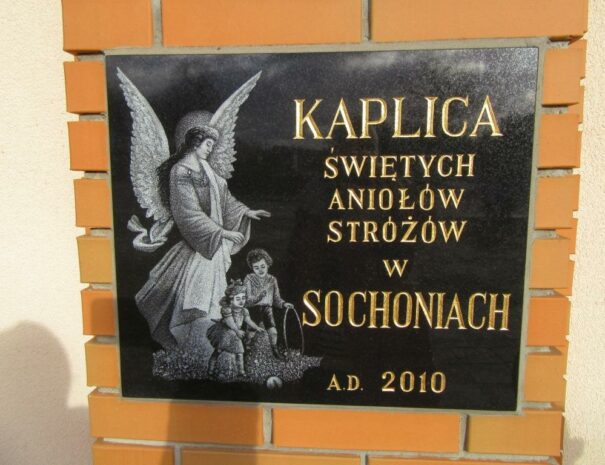 KAPLICA
ŚWIĘTYCH
ANIOŁÓW
STRÓŻÓW
W
SOCHONIACH
A.D. 2010